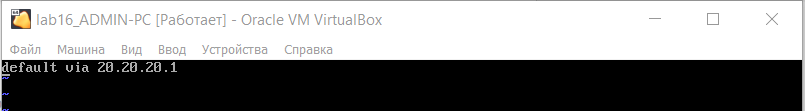 lab16_ADMIN-PC [Работает] - Oracle VM VirtualBox
Файл Машина Вид Ввод Устройства Справка
default via 20.20.20.1
~
~
~